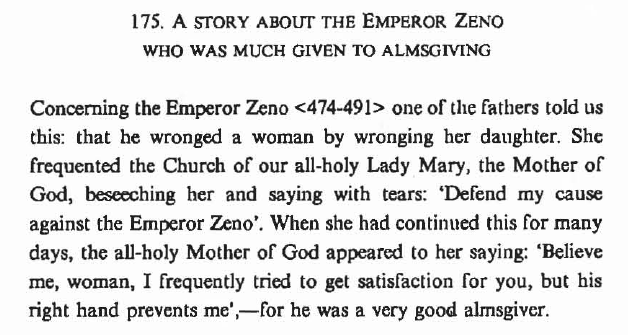 175. A STORY ABOUT THE EMPEROR ZENO
WHO WAS MUCH GIVEN TO ALMSGIVING
Concerning the Emperor Zeno <474-491> one of the fathers told us
this: that he wronged a woman by wronging her daughter. She
frequented the Church of our all-holy Lady Mary, the Mother of
God, beseeching her and saying with tears: ‘Defend my cause
against the Emperor Zeno’. When she had continued this for many
days, the all-holy Mother of God appeared to her saying: ‘Believe
me, woman, I frequently tried to get satisfaction for you, but his
right hand prevents me’,—for he was a very good almsgiver.